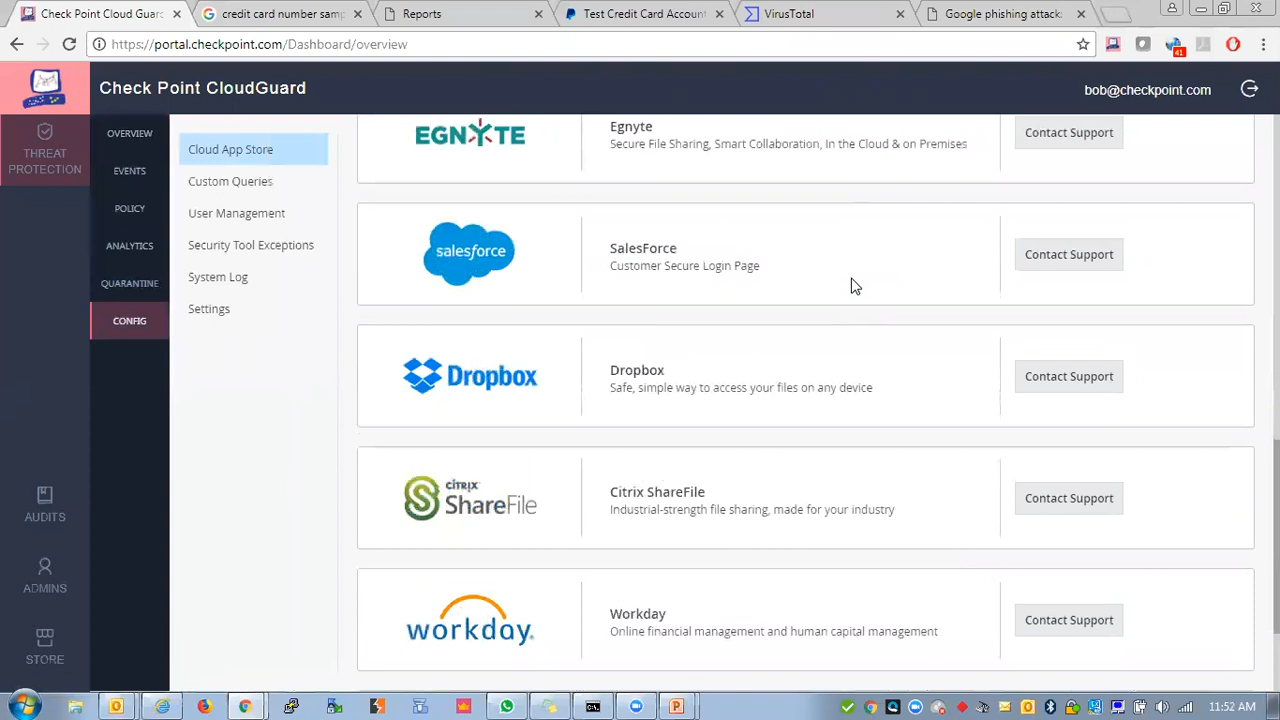 Check Point Cloud Guard
credit card number samp
Reports
Test Credit Card Account
VirusTotal
Google phishing attack:
https://portal.checkpoint.com/Dashboard/overview
41
Check Point CloudGuard
bob@checkpoint.com
THREAT
PROTECTION
AUDITS
ADMINS
STORE
OVERVIEW
EVENTS
POLICY
ANALYTICS
QUARANTINE
CONFIG
Cloud App Store
Custom Queries
User Management
Security Tool Exceptions
System Log
Settings
EGNYTE
Egnyte
Secure File Sharing, Smart Collaboration, In the Cloud & on Premises
Contact Support
salesforce
SalesForce
Customer Secure Login Page
Contact Support
Dropbox
Dropbox
Safe, simple way to access your files on any device
Contact Support
CITRIX
ShareFile
Citrix ShareFile
Industrial-strength file sharing, made for your industry
Contact Support
workday.
Workday
Online financial management and human capital management
Contact Support
11:52 AM